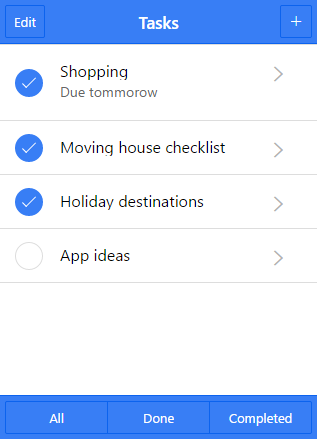 Edit
Tasks
+
Shopping
Due tommorow
Moving house checklist
Holiday destinations
App ideas
All
Done
Completed